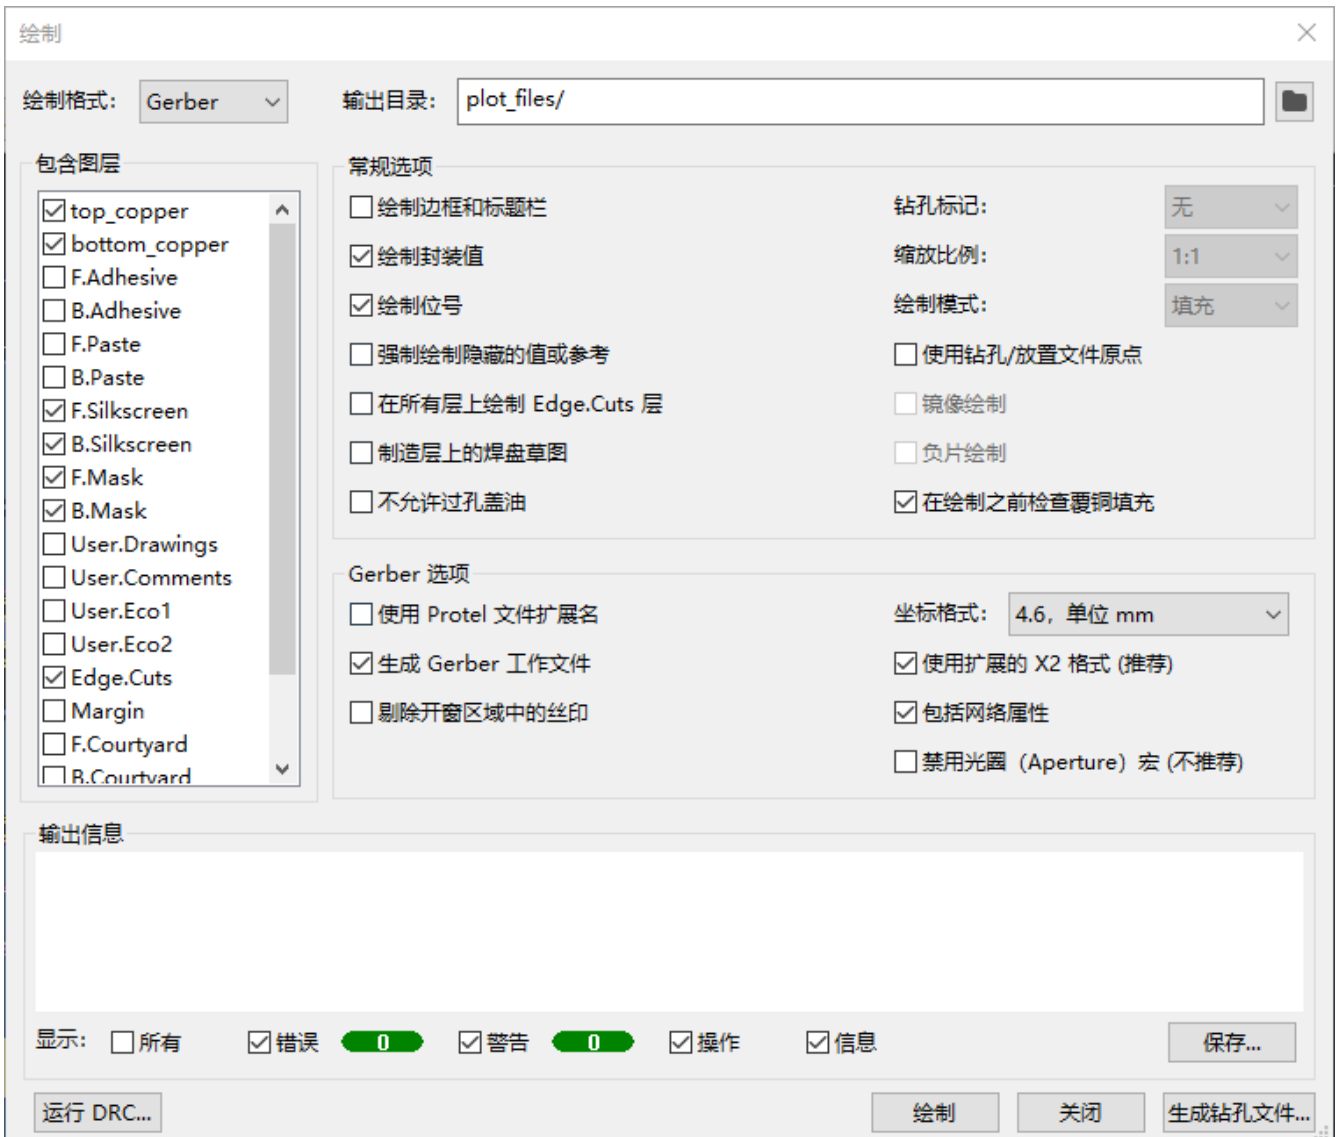 绘制
绘制格式: Gerber 输出目录: plot_files/
包含图层
top_copper
bottom_copper
F.Adhesive
B.Adhesive
F.Paste
B.Paste
F.Silkscreen
B.Silkscreen
F.Mask
B.Mask
User.Drawings
User.Comments
User.Eco1
User.Eco2
Edge.Cuts
Margin
F.Courtyard
B.Courtyard
常规选项
绘制边框和标题栏 钻孔标记: 无
绘制封装值 缩放比例: 1:1
绘制位号 绘制模式: 填充
强制绘制隐藏的值或参考 使用钻孔/放置文件原点
在所有层上绘制 Edge.Cuts 层 镜像绘制
制造层上的焊盘草图 负片绘制
不允许过孔盖油 在绘制之前检查覆铜填充
Gerber 选项
使用 Protel 文件扩展名 坐标格式: 4.6，单位 mm
生成 Gerber 工作文件 使用扩展的 X2 格式 (推荐)
剔除开窗区域中的丝印 包括网络属性
禁用光圈（Aperture）宏 (不推荐)
输出信息
显示: 所有 错误 0 警告 0 操作 信息 保存...
运行 DRC... 绘制 关闭 生成钻孔文件...